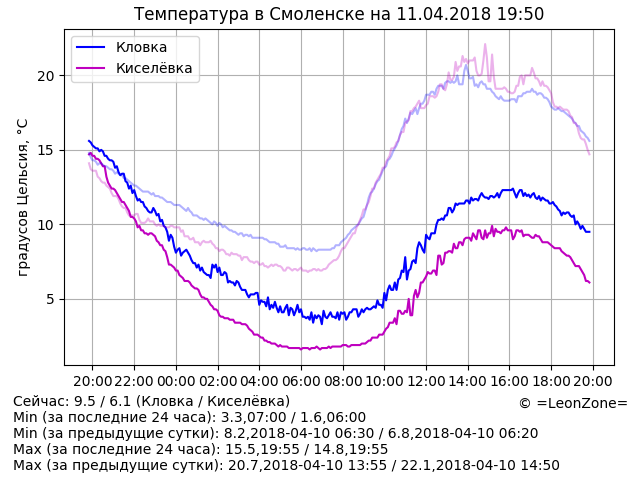 Температура в Смоленске на 11.04.2018 19:50
Кловка
Киселёвка
градусов Цельсия, °C
20
15
10
5
20:00 22:00 00:00 02:00 04:00 06:00 08:00 10:00 12:00 14:00 16:00 18:00 20:00
Сейчас: 9.5 / 6.1 (Кловка / Киселёвка)
© =LeonZone=
Min (за последние 24 часа): 3.3,07:00 / 1.6,06:00
Min (за предыдущие сутки): 8.2,2018-04-10 06:30 / 6.8,2018-04-10 06:20
Max (за последние 24 часа): 15.5,19:55 / 14.8,19:55
Max (за предыдущие сутки): 20.7,2018-04-10 13:55 / 22.1,2018-04-10 14:50